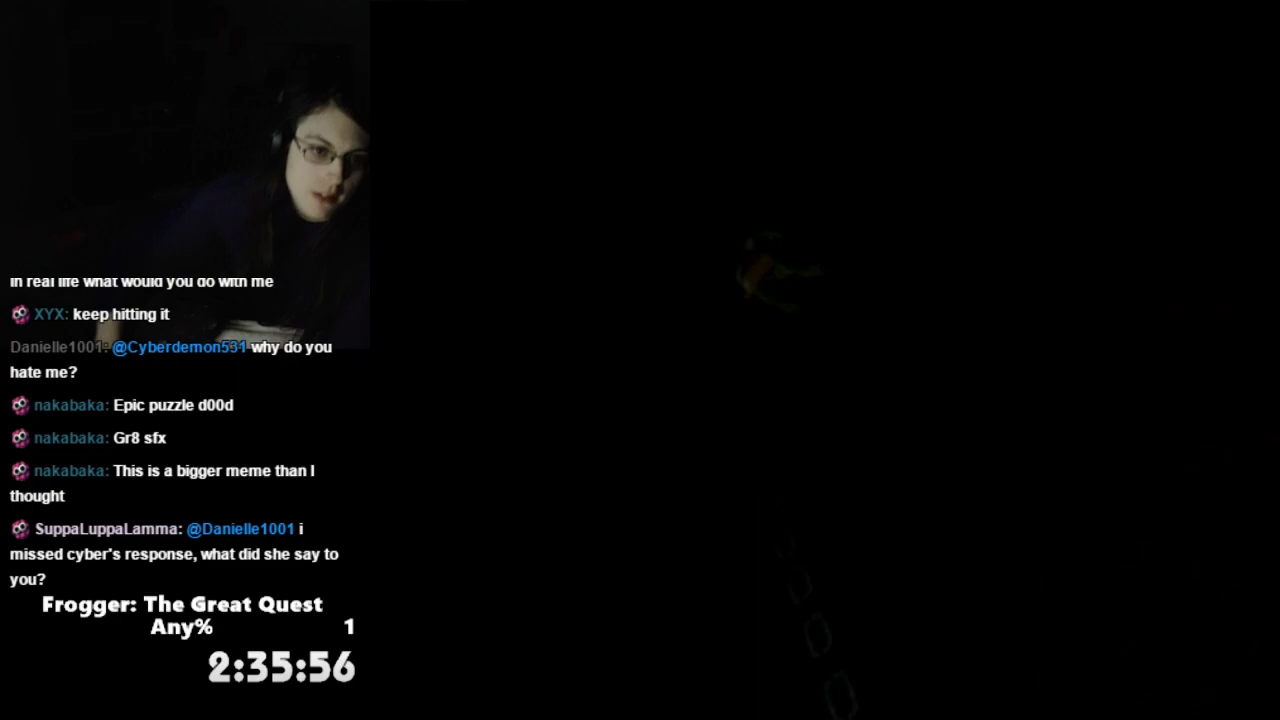 in real life what would you do with me
XYX: keep hitting it
Danielle1001: @Cyberdemon531 why do you
hate me?
nakabaka: Epic puzzle d00d
nakabaka: Gr8 sfx
nakabaka: This is a bigger meme than I
thought
SuppaLuppaLamma: @Danielle1001 i
missed cyber's response, what did she say to
you?
Frogger: The Great Quest
Any% 1
2:35:56